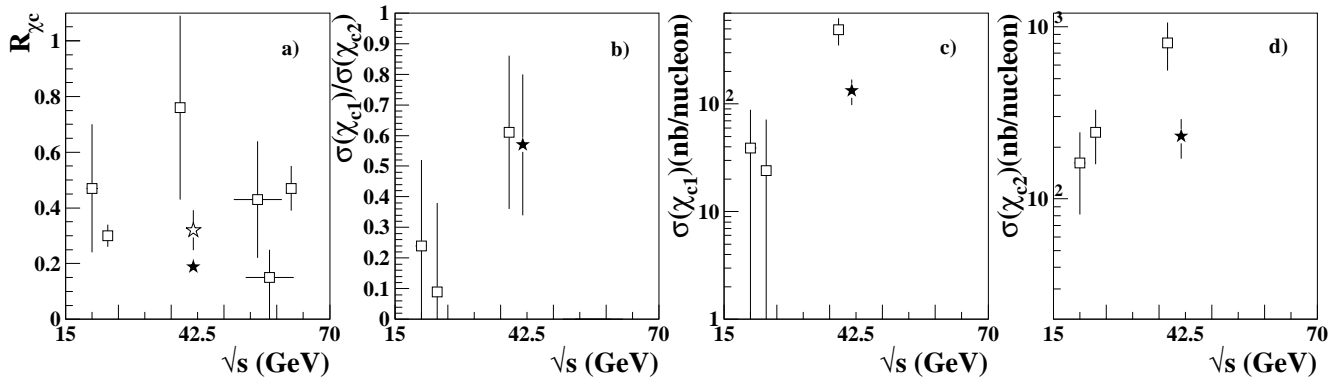 R_χc
a)
1
0.8
0.6
0.4
0.2
0
15
42.5
70
√s (GeV)
σ(χ_c1)/σ(χ_c2)
b)
1
0.9
0.8
0.7
0.6
0.5
0.4
0.3
0.2
0.1
0
15
42.5
70
√s (GeV)
σ(χ_c1)(nb/nucleon)
c)
10^2
10
1
15
42.5
70
√s (GeV)
σ(χ_c2)(nb/nucleon)
d)
10^3
10^2
15
42.5
70
√s (GeV)